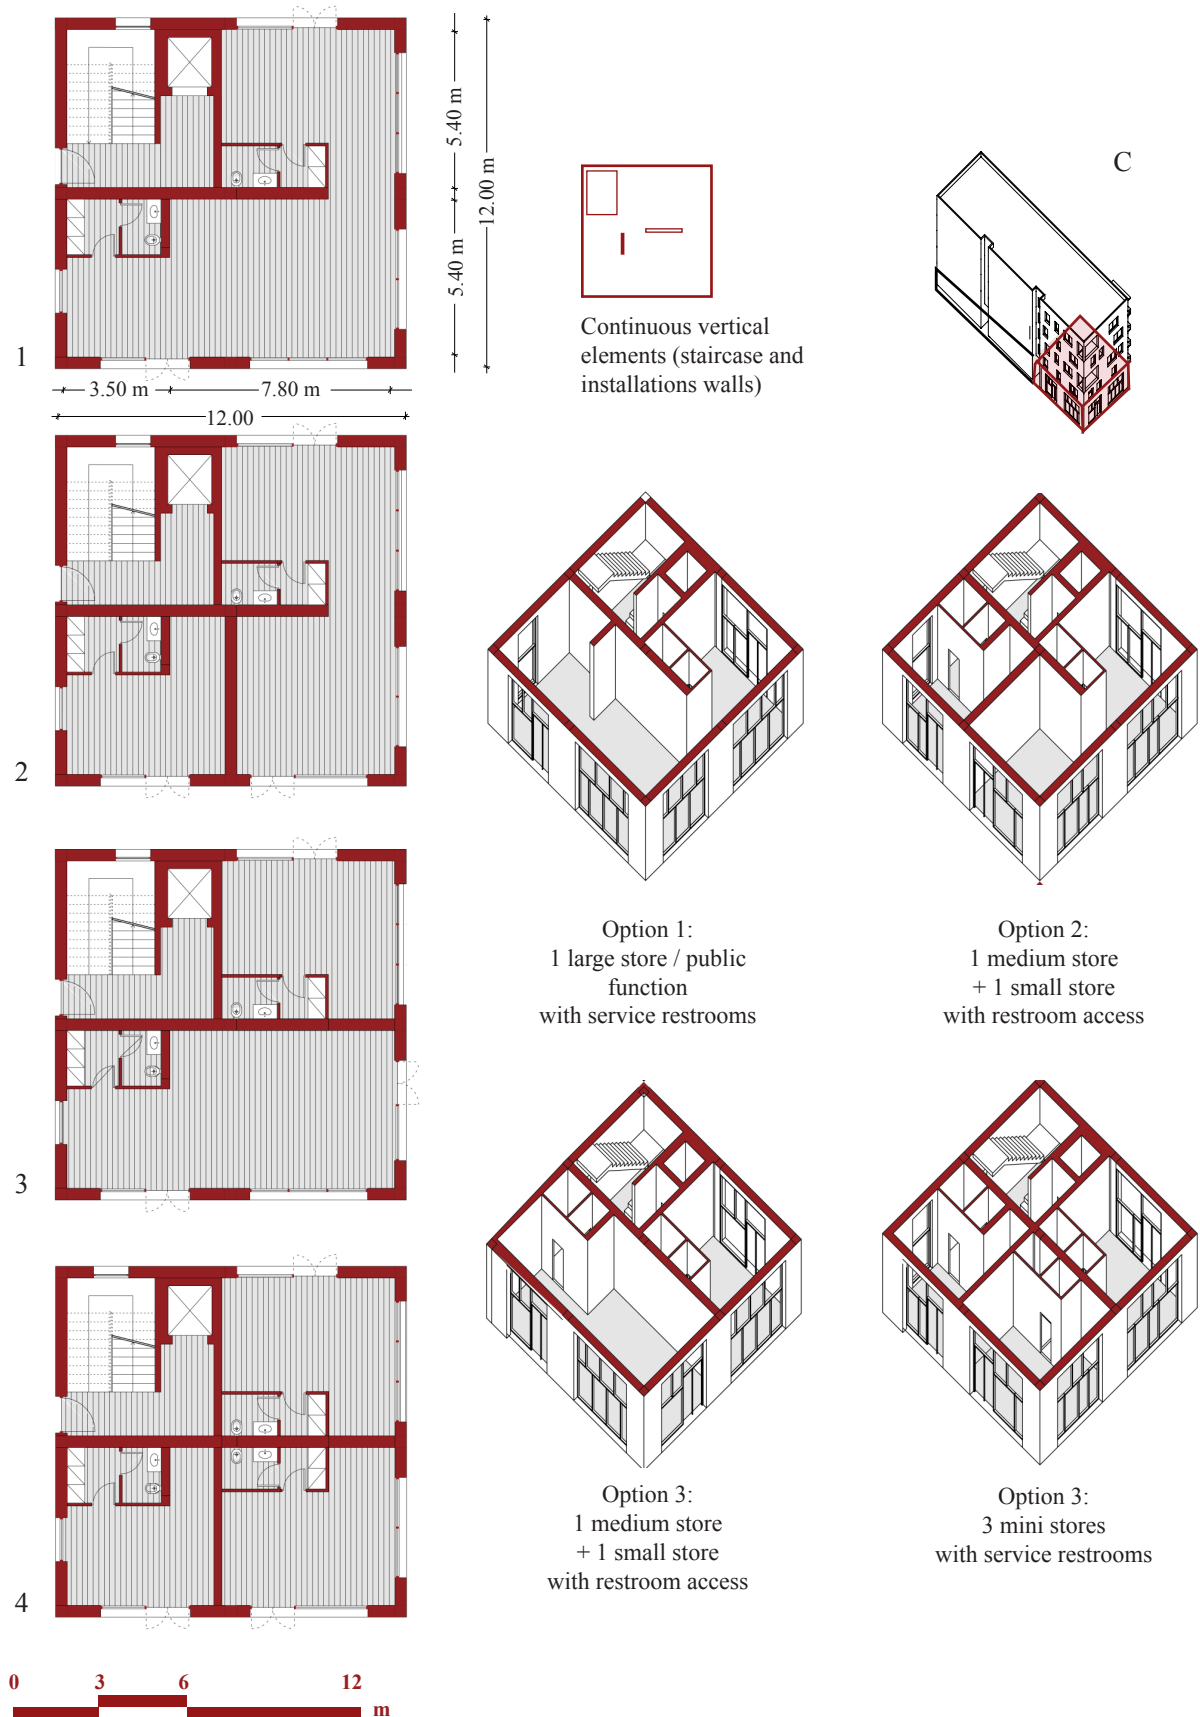 5.40 m
12.00 m
5.40 m
C
Continuous vertical
elements (staircase and
installations walls)
1
3.50 m
7.80 m
12.00
2
Option 1:
1 large store / public
function
with service restrooms
Option 2:
1 medium store
+ 1 small store
with restroom access
3
Option 3:
1 medium store
+ 1 small store
with restroom access
Option 3:
3 mini stores
with service restrooms
4
0 3 6 12
m